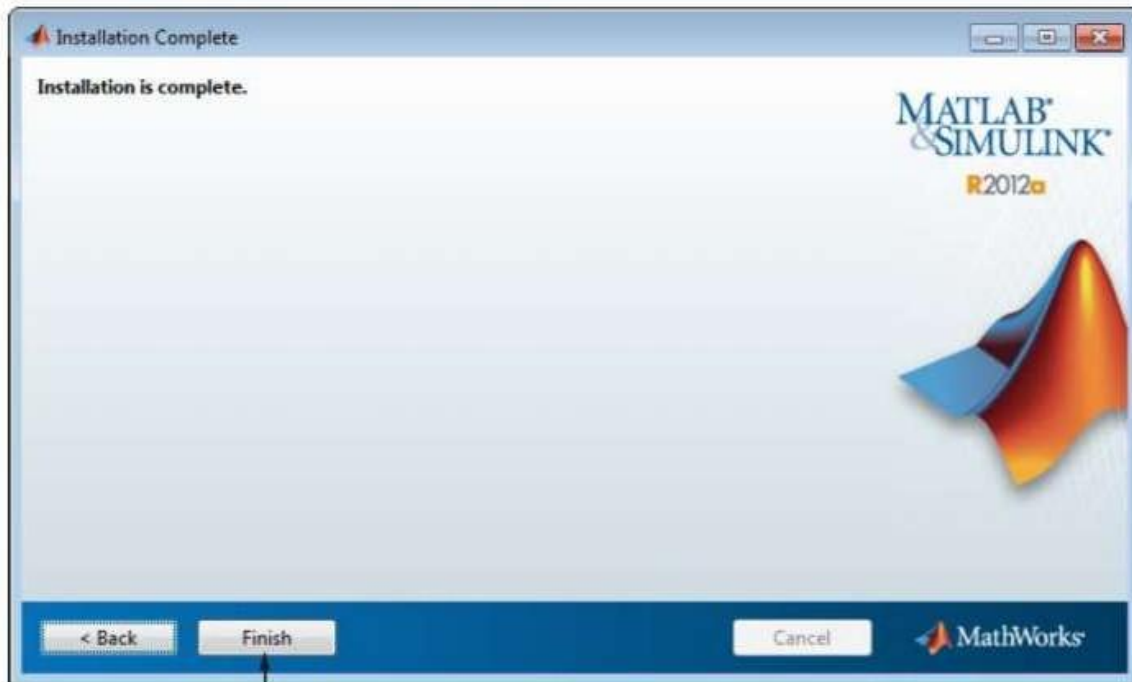 Installation Complete
Installation is complete.
MATLAB®
&SIMULINK®
R2012a
< Back
Finish
Cancel
MathWorks®